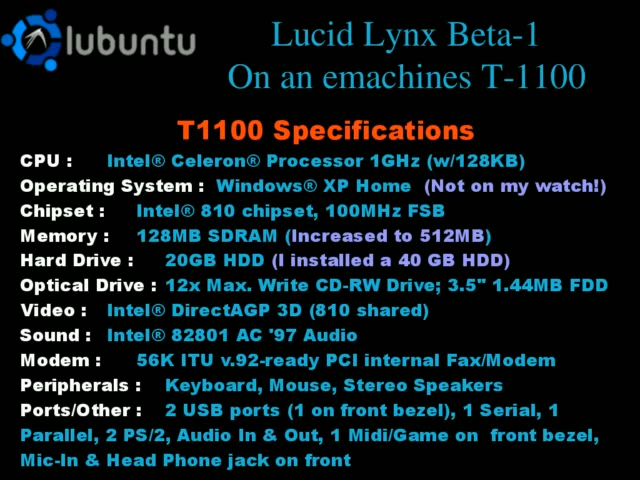 lubuntu
Lucid Lynx Beta-1
On an emachines T-1100
T1100 Specifications
CPU : Intel® Celeron® Processor 1GHz (w/128KB)
Operating System : Windows® XP Home (Not on my watch!)
Chipset : Intel® 810 chipset, 100MHz FSB
Memory : 128MB SDRAM (Increased to 512MB)
Hard Drive : 20GB HDD (I installed a 40 GB HDD)
Optical Drive : 12x Max. Write CD-RW Drive; 3.5" 1.44MB FDD
Video : Intel® DirectAGP 3D (810 shared)
Sound : Intel® 82801 AC '97 Audio
Modem : 56K ITU v.92-ready PCI internal Fax/Modem
Peripherals : Keyboard, Mouse, Stereo Speakers
Ports/Other : 2 USB ports (1 on front bezel), 1 Serial, 1
Parallel, 2 PS/2, Audio In & Out, 1 Midi/Game on front bezel,
Mic-In & Head Phone jack on front